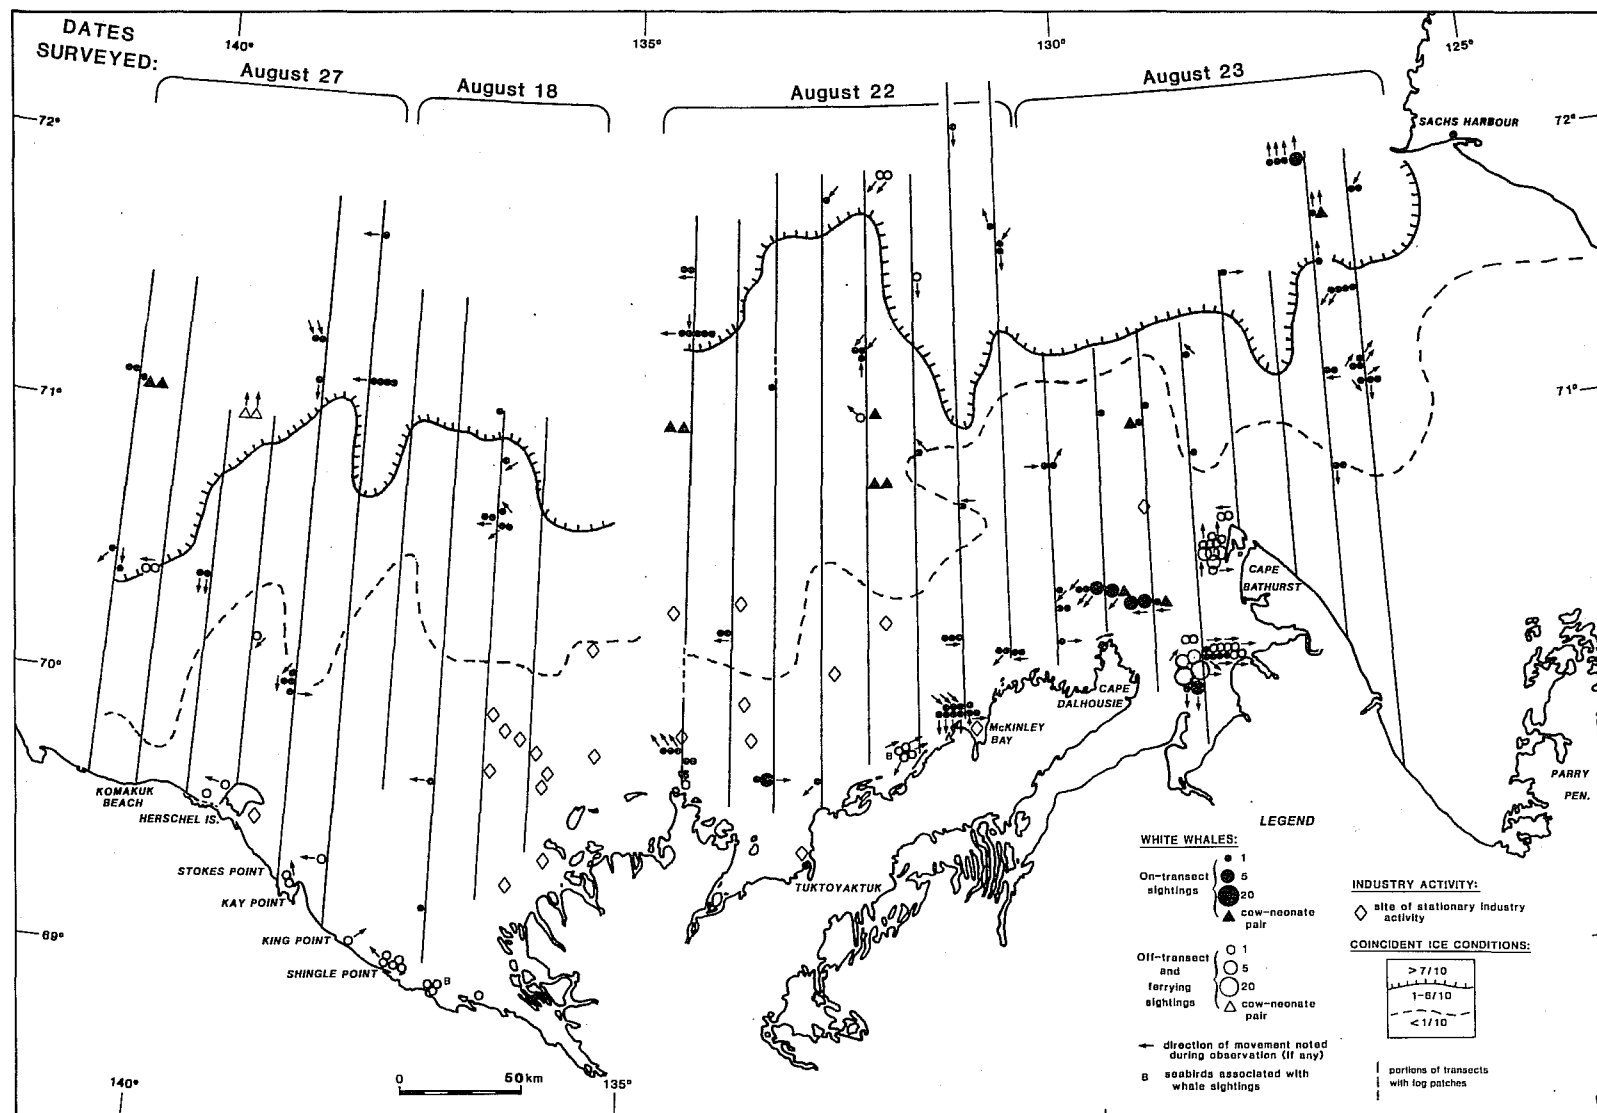 DATES
SURVEYED:
140°
135°
130°
125°
August 27
August 18
August 22
August 23
72°
72°
SACHS HARBOUR
71°
71°
CAPE
BATHURST
70°
70°
CAPE
DALHOUSIE
McKINLEY
BAY
B
KOMAKUK
BEACH
HERSCHEL IS.
PARRY
PEN.
STOKES POINT
KAY POINT
TUKTOYAKTUK
KING POINT
SHINGLE POINT
B
69°
69°
LEGEND
WHITE WHALES:
On-transect
sightings
1
5
20
cow-neonate
pair
Off-transect
and
ferrying
sightings
1
5
20
cow-neonate
pair
direction of movement noted
during observation (if any)
B seabirds associated with
whale sightings
INDUSTRY ACTIVITY:
site of stationary industry
activity
COINCIDENT ICE CONDITIONS:
>7/10
1-6/10
<1/10
portions of transects
with fog patches
0 50km
140°
135°